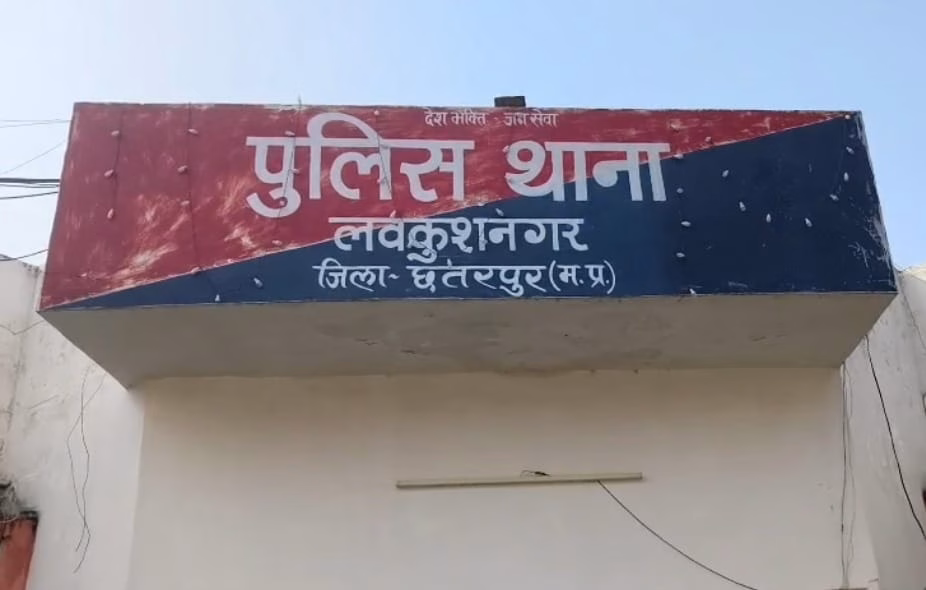 देश भक्ति - जन सेवा
पुलिस थाना
लवकुशनगर
जिला- छतरपुर (म.प्र.)